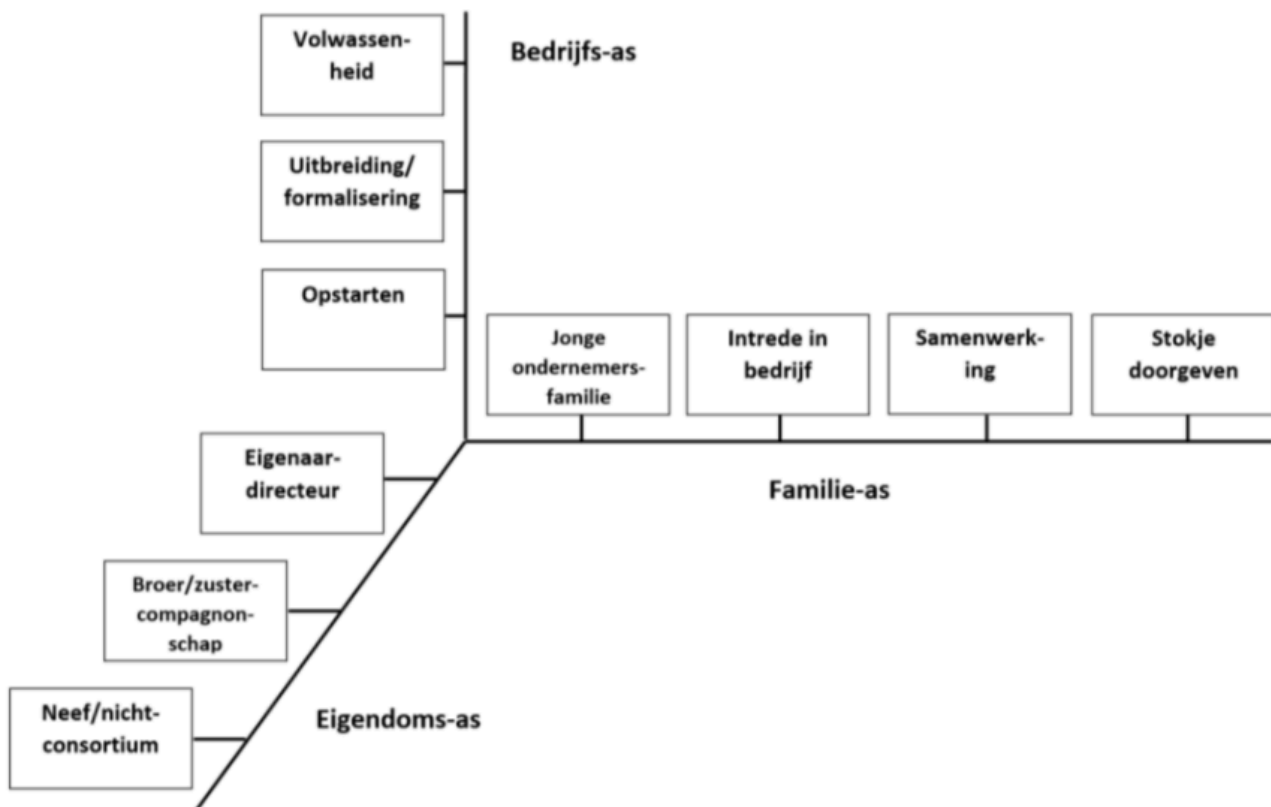 Volwassen-
heid
Bedrijfs-as
Uitbreiding/
formalisering
Opstarten
Jonge
ondernemers-
familie
Intrede in
bedrijf
Samenwerk-
ing
Stokje
doorgeven
Eigenaar-
directeur
Familie-as
Broer/zuster-
compagnon-
schap
Neef/nicht-
consortium
Eigendoms-as